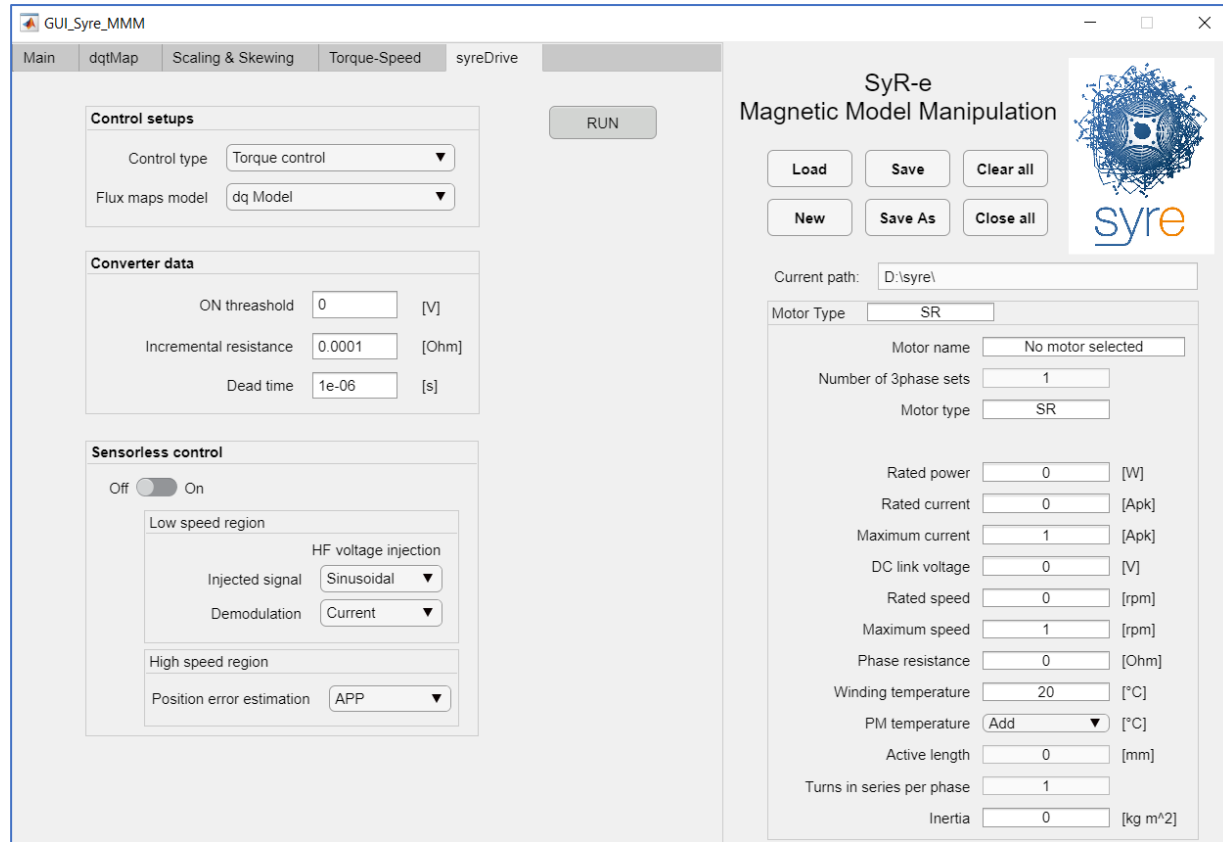 GUI_Syre_MMM
Main dqtMap Scaling & Skewing Torque-Speed syreDrive
Control setups
Control type Torque control
Flux maps model dq Model
RUN
Converter data
ON threashold 0 [V]
Incremental resistance 0.0001 [Ohm]
Dead time 1e-06 [s]
Sensorless control
Off On
Low speed region
HF voltage injection
Injected signal Sinusoidal
Demodulation Current
High speed region
Position error estimation APP
SyR-e
Magnetic Model Manipulation
syre
Load Save Clear all
New Save As Close all
Current path: D:\syre\
Motor Type SR
Motor name No motor selected
Number of 3phase sets 1
Motor type SR
Rated power 0 [W]
Rated current 0 [Apk]
Maximum current 1 [Apk]
DC link voltage 0 [V]
Rated speed 0 [rpm]
Maximum speed 1 [rpm]
Phase resistance 0 [Ohm]
Winding temperature 20 [°C]
PM temperature Add [°C]
Active length 0 [mm]
Turns in series per phase 1
Inertia 0 [kg m^2]